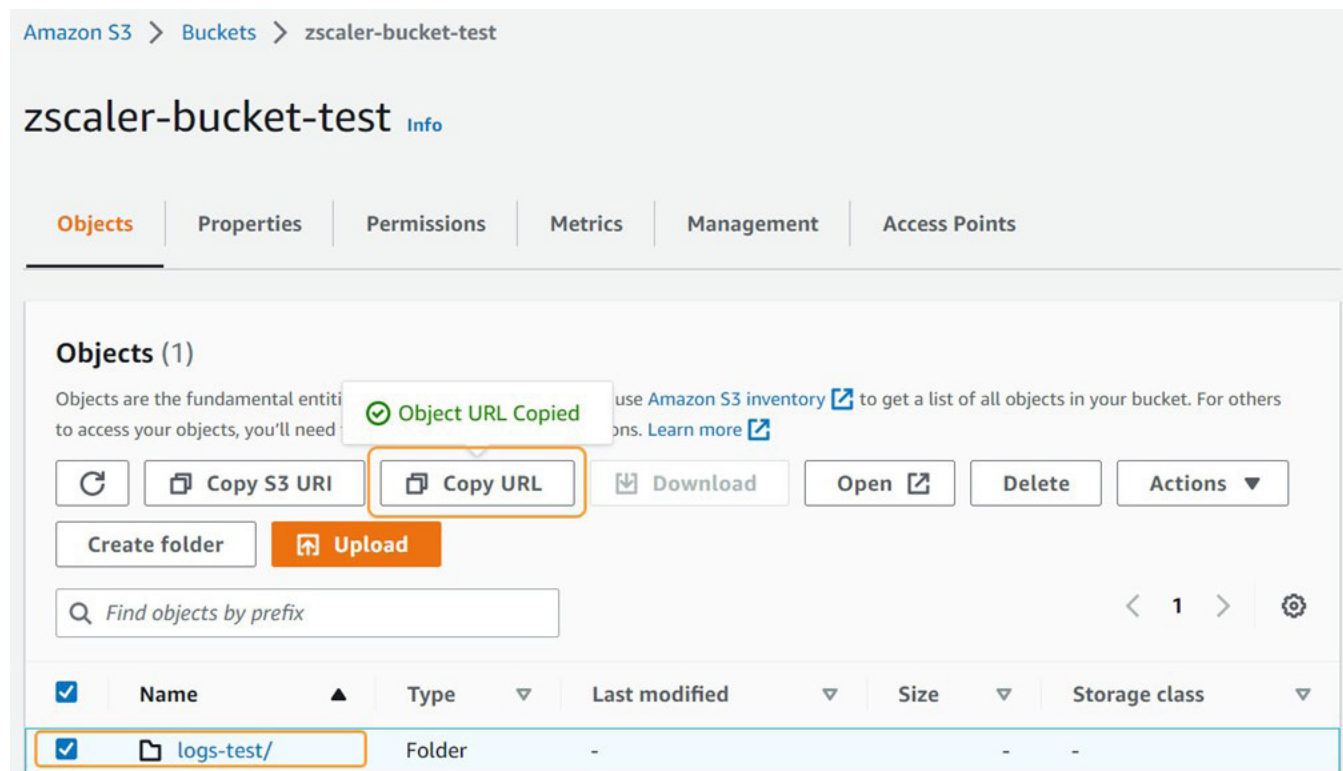 Amazon S3 > Buckets > zscaler-bucket-test
zscaler-bucket-test Info
Objects Properties Permissions Metrics Management Access Points
Objects (1)
Objects are the fundamental use Amazon S3 inventory to get a list of all objects in your bucket. For others
Object URL Copied
to access your objects, you'll need Learn more
Copy S3 URI Copy URL Download Open Delete Actions
Create folder Upload
Find objects by prefix
< 1 >
Name Type Last modified Size Storage class
logs-test/ Folder - - -